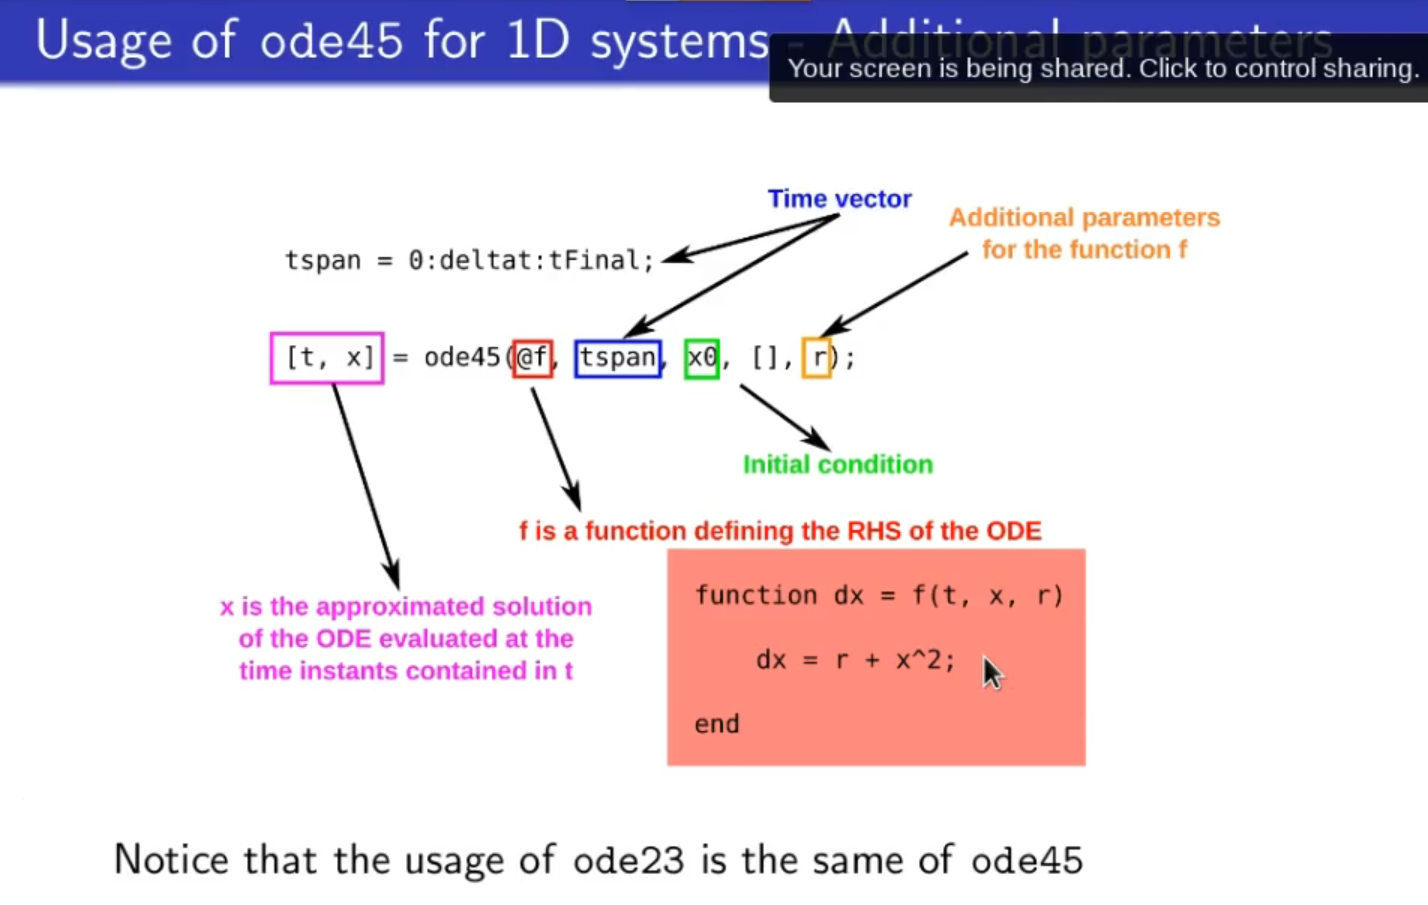 Usage of ode45 for 1D systems - Additional parameters
Your screen is being shared. Click to control sharing.
Time vector
Additional parameters
for the function f
tspan = 0:deltat:tFinal;
[t, x] = ode45(@f, tspan, x0, [], r);
Initial condition
f is a function defining the RHS of the ODE
x is the approximated solution
of the ODE evaluated at the
time instants contained in t
function dx = f(t, x, r)
dx = r + x^2;
end
Notice that the usage of ode23 is the same of ode45